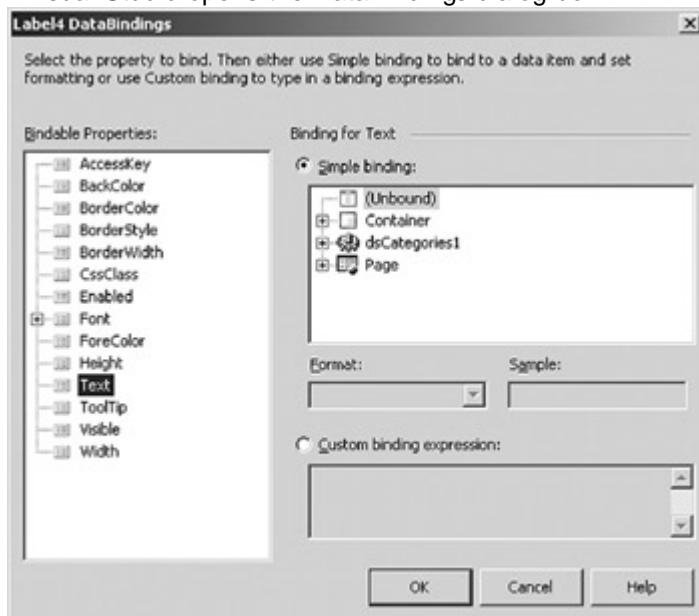 Label4 DataBindings
Select the property to bind. Then either use Simple binding to bind to a data item and set
formatting or use Custom binding to type in a binding expression.
Bindable Properties:
AccessKey
BackColor
BorderColor
BorderStyle
BorderWidth
CssClass
Enabled
Font
ForeColor
Height
Text
ToolTip
Visible
Width
Binding for Text
Simple binding:
(Unbound)
Container
dsCategories1
Page
Format:
Sample:
Custom binding expression:
OK
Cancel
Help